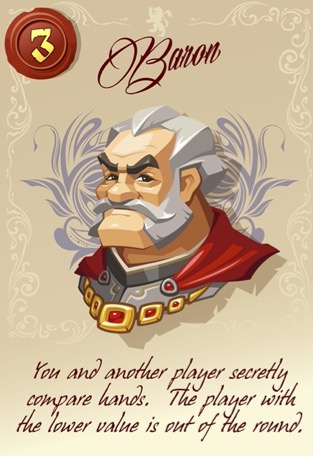 3
Baron
You and another player secretly
compare hands. The player with
the lower value is out of the round.